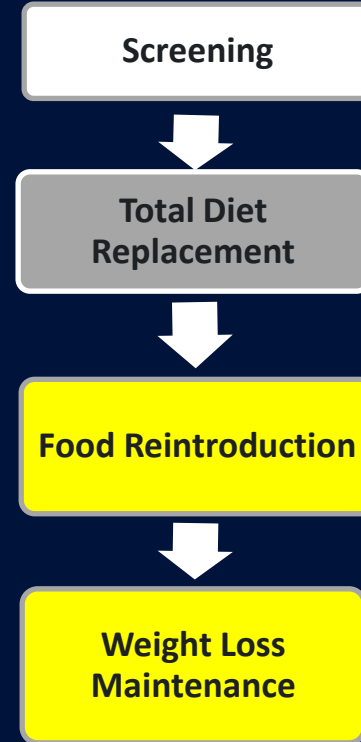 Screening
Total Diet
Replacement
Food Reintroduction
Weight Loss
Maintenance